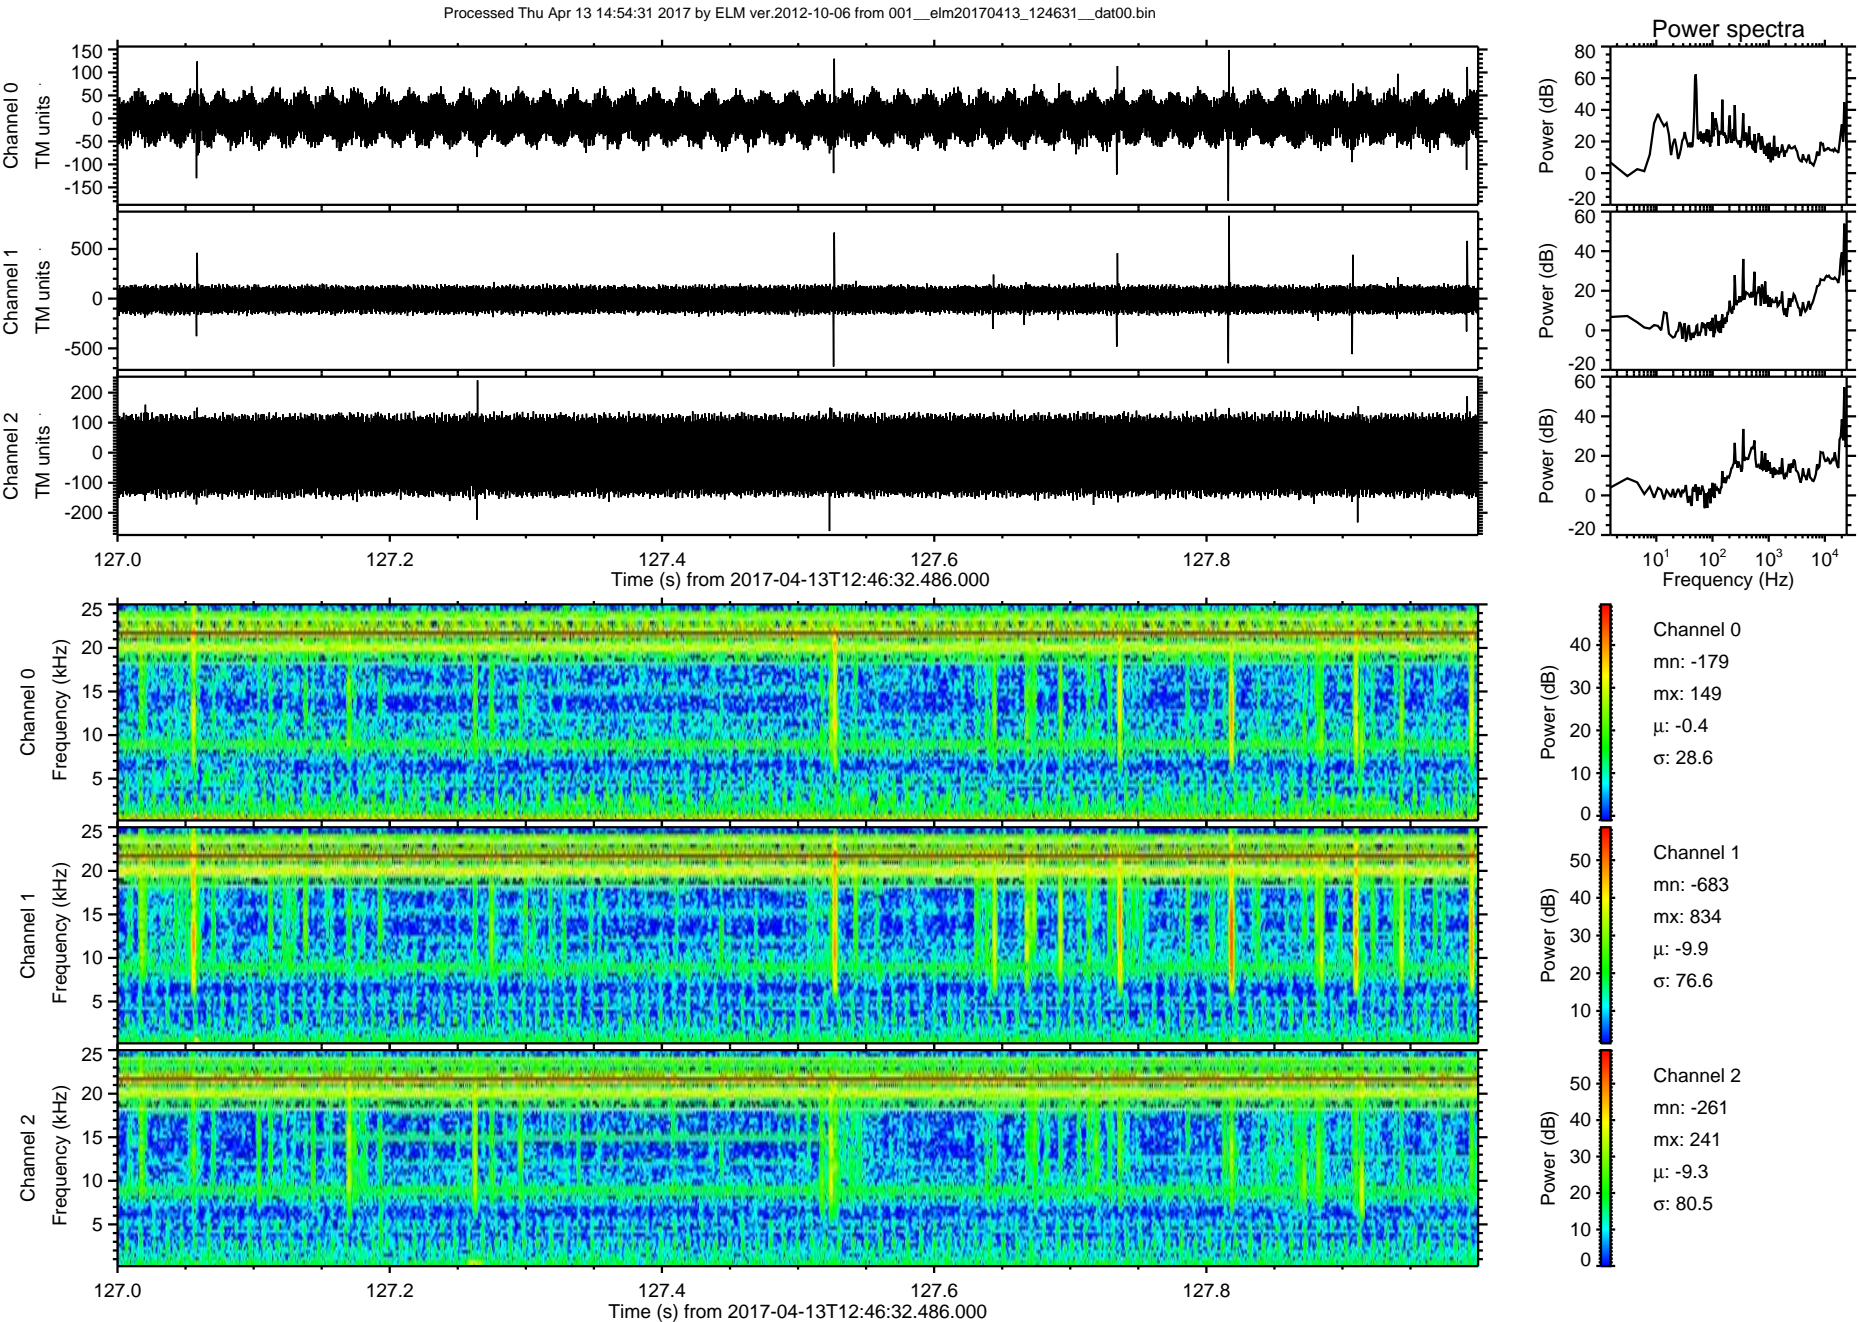 Processed Thu Apr 13 14:54:31 2017 by ELM ver.2012-10-06 from 001__elm20170413_124631__dat00.bin
Power spectra
Channel 0
TM units
150
100
50
0
-50
-100
-150
Power (dB)
80
60
40
20
0
-20
Channel 1
TM units
500
0
-500
Power (dB)
60
40
20
0
-20
Channel 2
TM units
200
100
0
-100
-200
Power (dB)
60
40
20
0
-20
127.0 127.2 127.4 127.6 127.8
Time (s) from 2017-04-13T12:46:32.486.000
10^1 10^2 10^3 10^4
Frequency (Hz)
Channel 0
Frequency (kHz)
25
20
15
10
5
Power (dB)
40
30
20
10
0
Channel 0
mn: -179
mx: 149
μ: -0.4
σ: 28.6
Channel 1
Frequency (kHz)
25
20
15
10
5
Power (dB)
50
40
30
20
10
Channel 1
mn: -683
mx: 834
μ: -9.9
σ: 76.6
Channel 2
Frequency (kHz)
25
20
15
10
5
Power (dB)
50
40
30
20
10
0
Channel 2
mn: -261
mx: 241
μ: -9.3
σ: 80.5
127.0 127.2 127.4 127.6 127.8
Time (s) from 2017-04-13T12:46:32.486.000